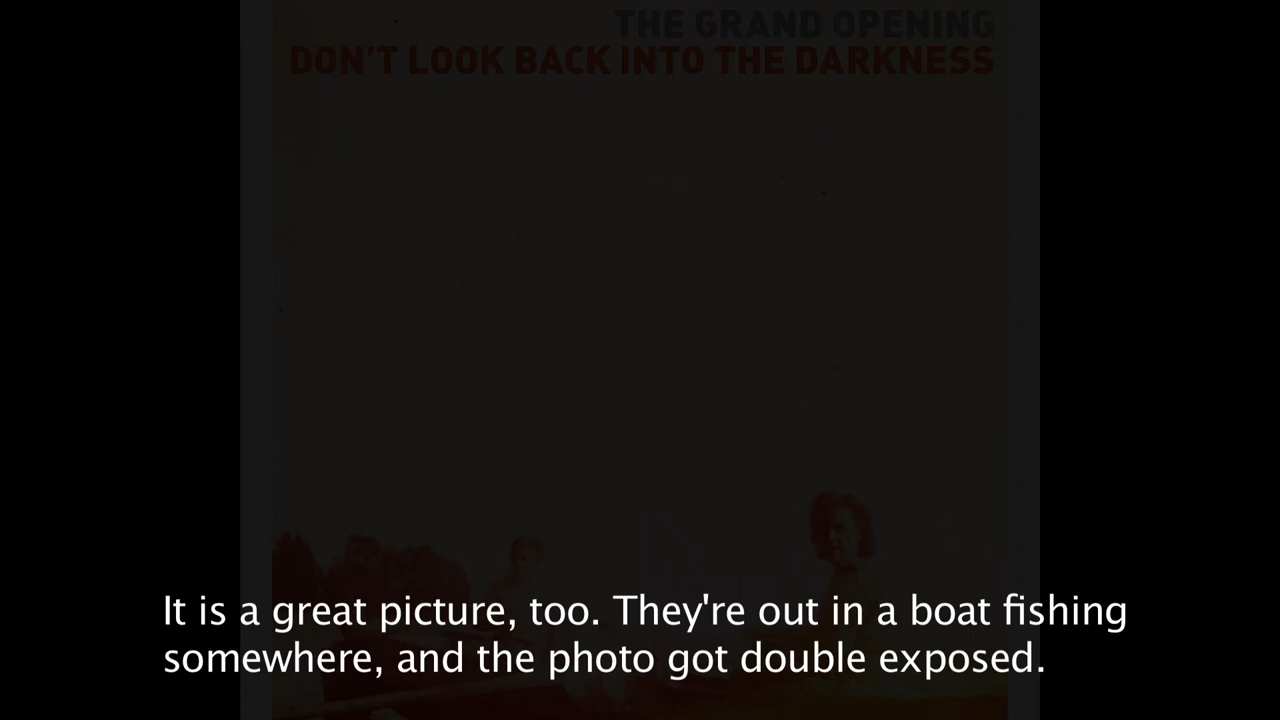 THE GRAND OPENING
DON'T LOOK BACK INTO THE DARKNESS
It is a great picture, too. They're out in a boat fishing
somewhere, and the photo got double exposed.